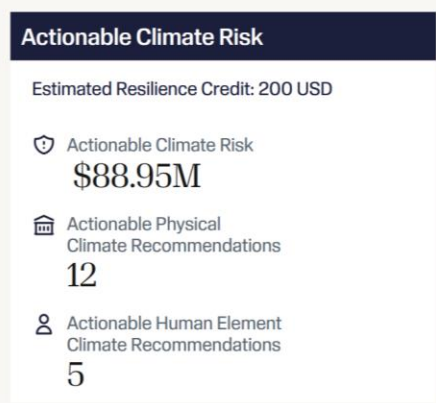 Actionable Climate Risk
Estimated Resilience Credit: 200 USD
Actionable Climate Risk
$88.95M
Actionable Physical
Climate Recommendations
12
Actionable Human Element
Climate Recommendations
5